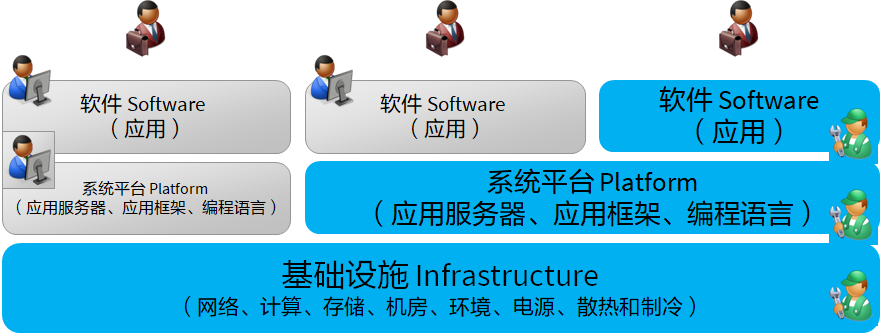 软件 Software
（ 应用 ）
软件 Software
（ 应用 ）
软件 Software
（ 应用 ）
系统平台 Platform
（ 应用服务器、应用框架、编程语言 ）
系统平台 Platform
（ 应用服务器、应用框架、编程语言 ）
基础设施 Infrastructure
（ 网络、计算、存储、机房、环境、电源、散热和制冷 ）